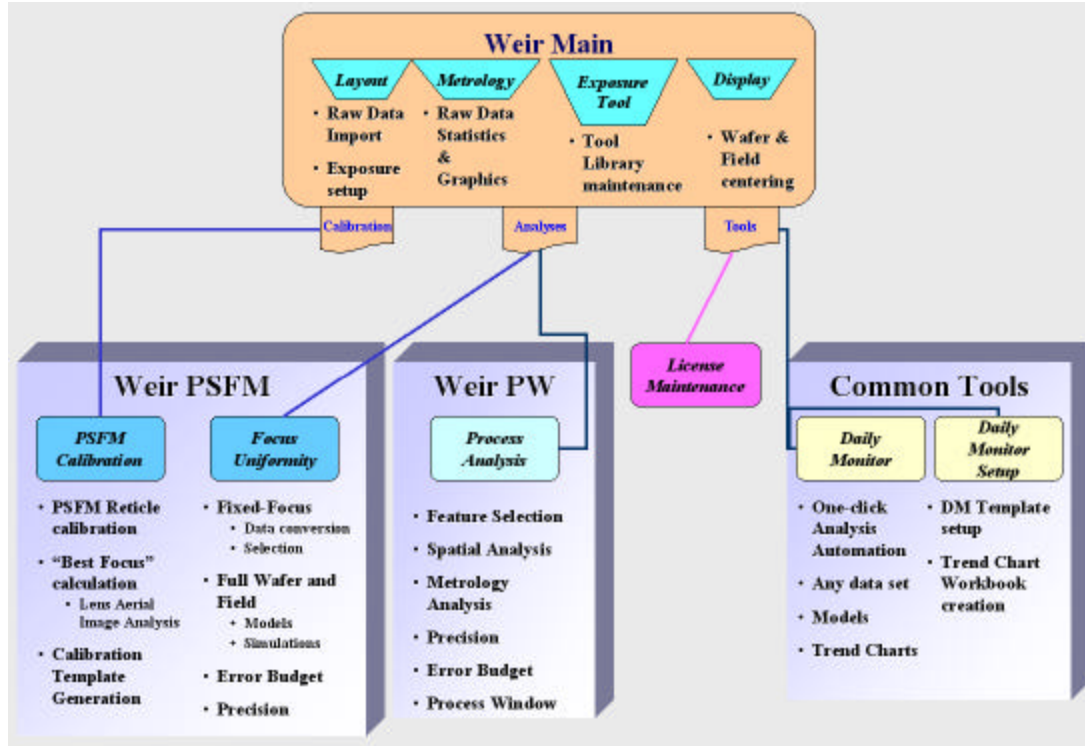 Weir Main
Layout
• Raw Data
Import
• Exposure
setup
Metrology
• Raw Data
Statistics
&
Graphics
Exposure
Tool
• Tool
Library
maintenance
Display
• Wafer &
Field
centering
Calibration
Analyses
Tools
Weir PSFM
PSFM
Calibration
• PSFM Reticle
calibration
• “Best Focus”
calculation
• Lens Aerial
Image Analysis
• Calibration
Template
Generation
Focus
Uniformity
• Fixed-Focus
• Data conversion
• Selection
• Full Wafer and
Field
• Models
• Simulations
• Error Budget
• Precision
Weir PW
Process
Analysis
• Feature Selection
• Spatial Analysis
• Metrology
Analysis
• Precision
• Error Budget
• Process Window
License
Maintenance
Common Tools
Daily
Monitor
• One-click
Analysis
Automation
• Any data set
• Models
• Trend Charts
Daily
Monitor
Setup
• DM Template
setup
• Trend Chart
Workbook
creation